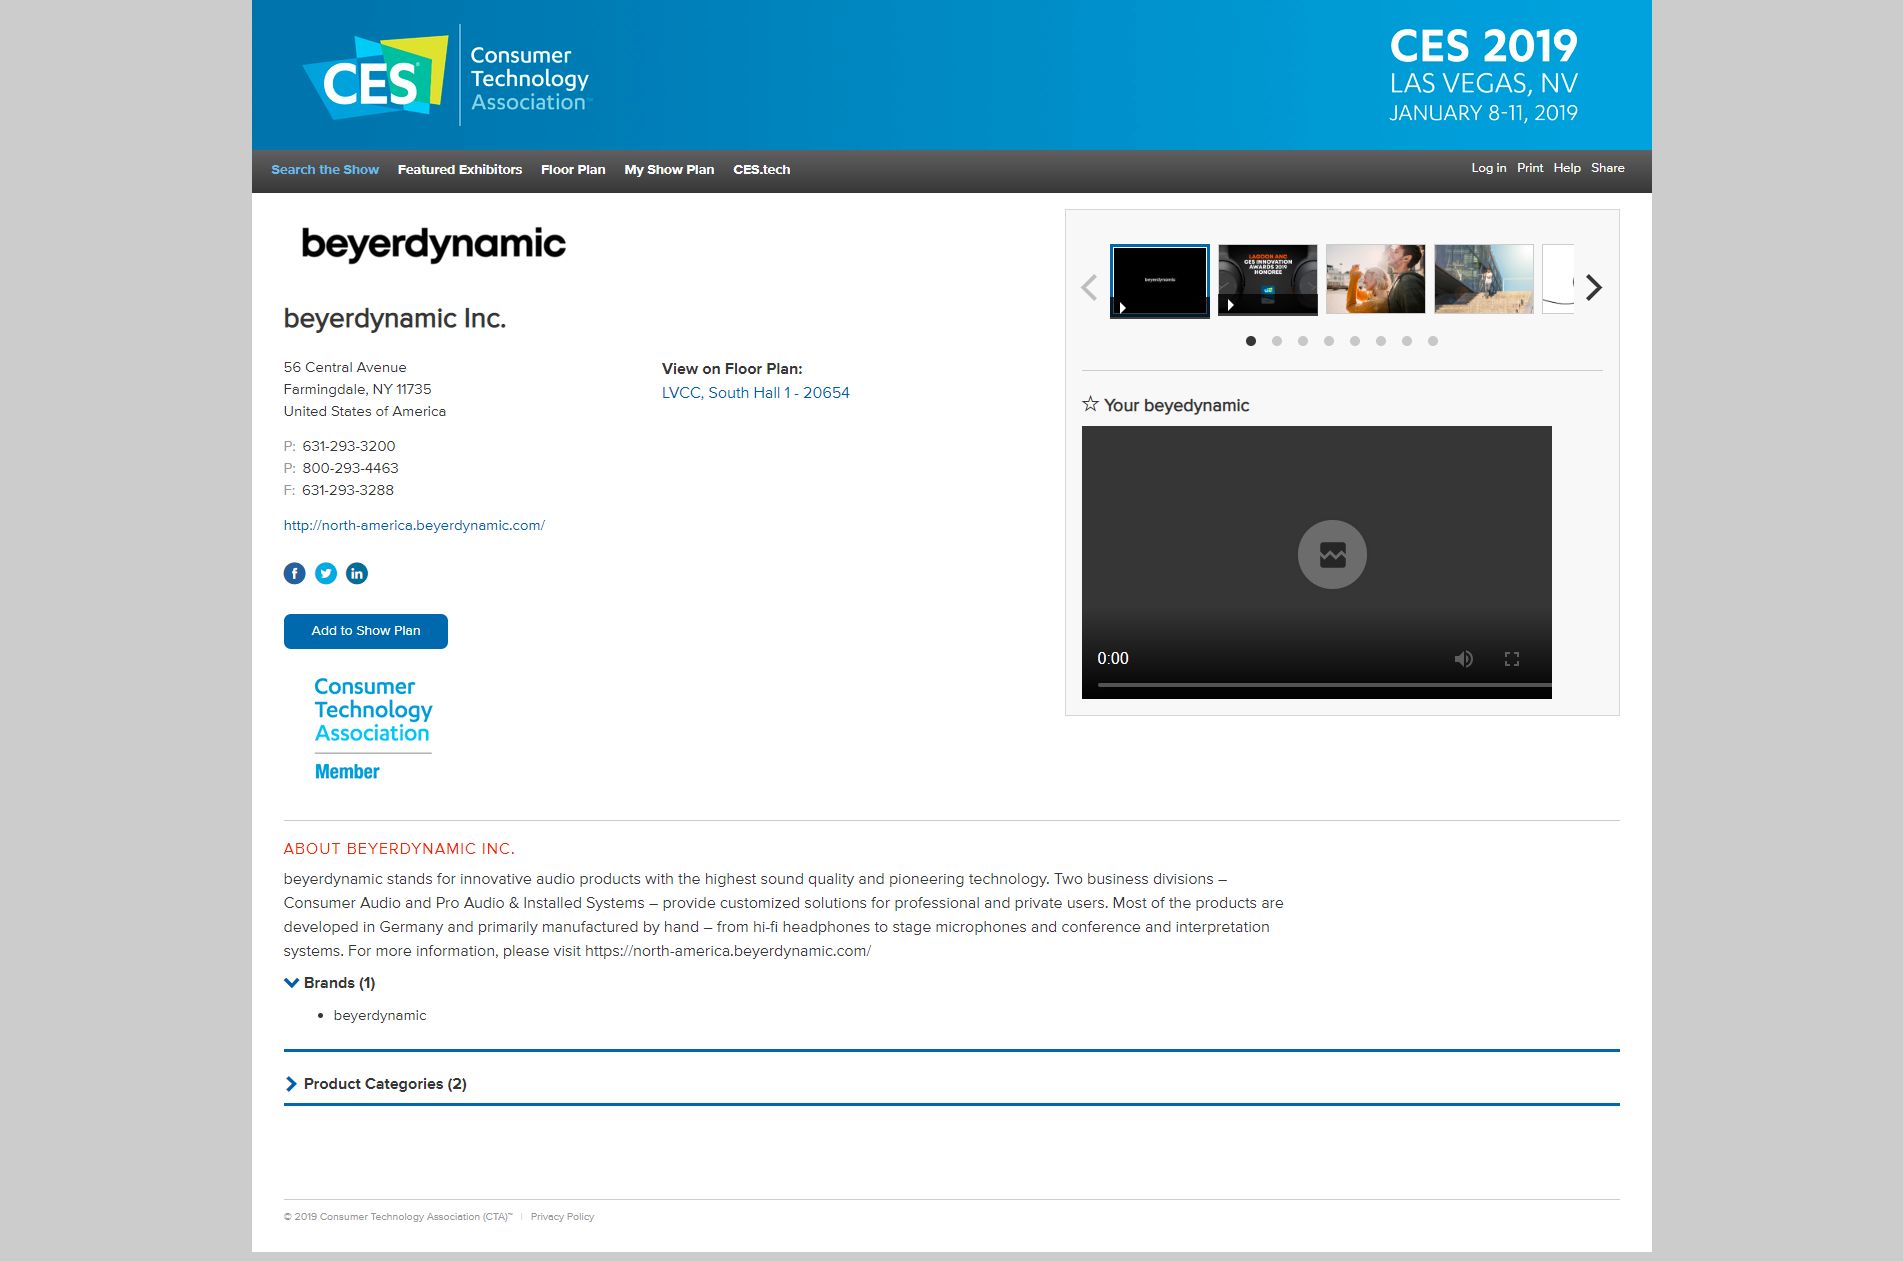 CES
Consumer
Technology
Association
CES 2019
LAS VEGAS, NV
JANUARY 8-11, 2019
Search the Show Featured Exhibitors Floor Plan My Show Plan CES.tech
Log in Print Help Share
beyerdynamic
beyerdynamic Inc.
56 Central Avenue
Farmingdale, NY 11735
United States of America
P: 631-293-3200
P: 800-293-4463
F: 631-293-3288
http://north-america.beyerdynamic.com/
Add to Show Plan
Consumer
Technology
Association
Member
View on Floor Plan:
LVCC, South Hall 1 - 20654
beyerdynamic
LAGOON ANC
CES INNOVATION
AWARDS 2019
HONOREE
☆ Your beyedynamic
0:00
ABOUT BEYERDYNAMIC INC.
beyerdynamic stands for innovative audio products with the highest sound quality and pioneering technology. Two business divisions –
Consumer Audio and Pro Audio & Installed Systems – provide customized solutions for professional and private users. Most of the products are
developed in Germany and primarily manufactured by hand – from hi-fi headphones to stage microphones and conference and interpretation
systems. For more information, please visit https://north-america.beyerdynamic.com/
Brands (1)
• beyerdynamic
Product Categories (2)
© 2019 Consumer Technology Association (CTA)™ | Privacy Policy